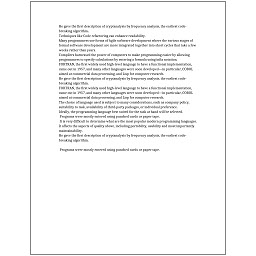 He gave the first description of cryptanalysis by frequency analysis, the earliest code-
breaking algorithm.
Techniques like Code refactoring can enhance readability.
Many programmers use forms of Agile software development where the various stages of
formal software development are more integrated together into short cycles that take a few
weeks rather than years.
Compilers harnessed the power of computers to make programming easier by allowing
programmers to specify calculations by entering a formula using infix notation.
FORTRAN, the first widely used high-level language to have a functional implementation,
came out in 1957, and many other languages were soon developed—in particular, COBOL
aimed at commercial data processing, and Lisp for computer research.
He gave the first description of cryptanalysis by frequency analysis, the earliest code-
breaking algorithm.
FORTRAN, the first widely used high-level language to have a functional implementation,
came out in 1957, and many other languages were soon developed—in particular, COBOL
aimed at commercial data processing, and Lisp for computer research.
The choice of language used is subject to many considerations, such as company policy,
suitability to task, availability of third-party packages, or individual preference.
Ideally, the programming language best suited for the task at hand will be selected.
Programs were mostly entered using punched cards or paper tape.
It is very difficult to determine what are the most popular modern programming languages.
It affects the aspects of quality above, including portability, usability and most importantly
maintainability.
He gave the first description of cryptanalysis by frequency analysis, the earliest code-
breaking algorithm.
Programs were mostly entered using punched cards or paper tape.